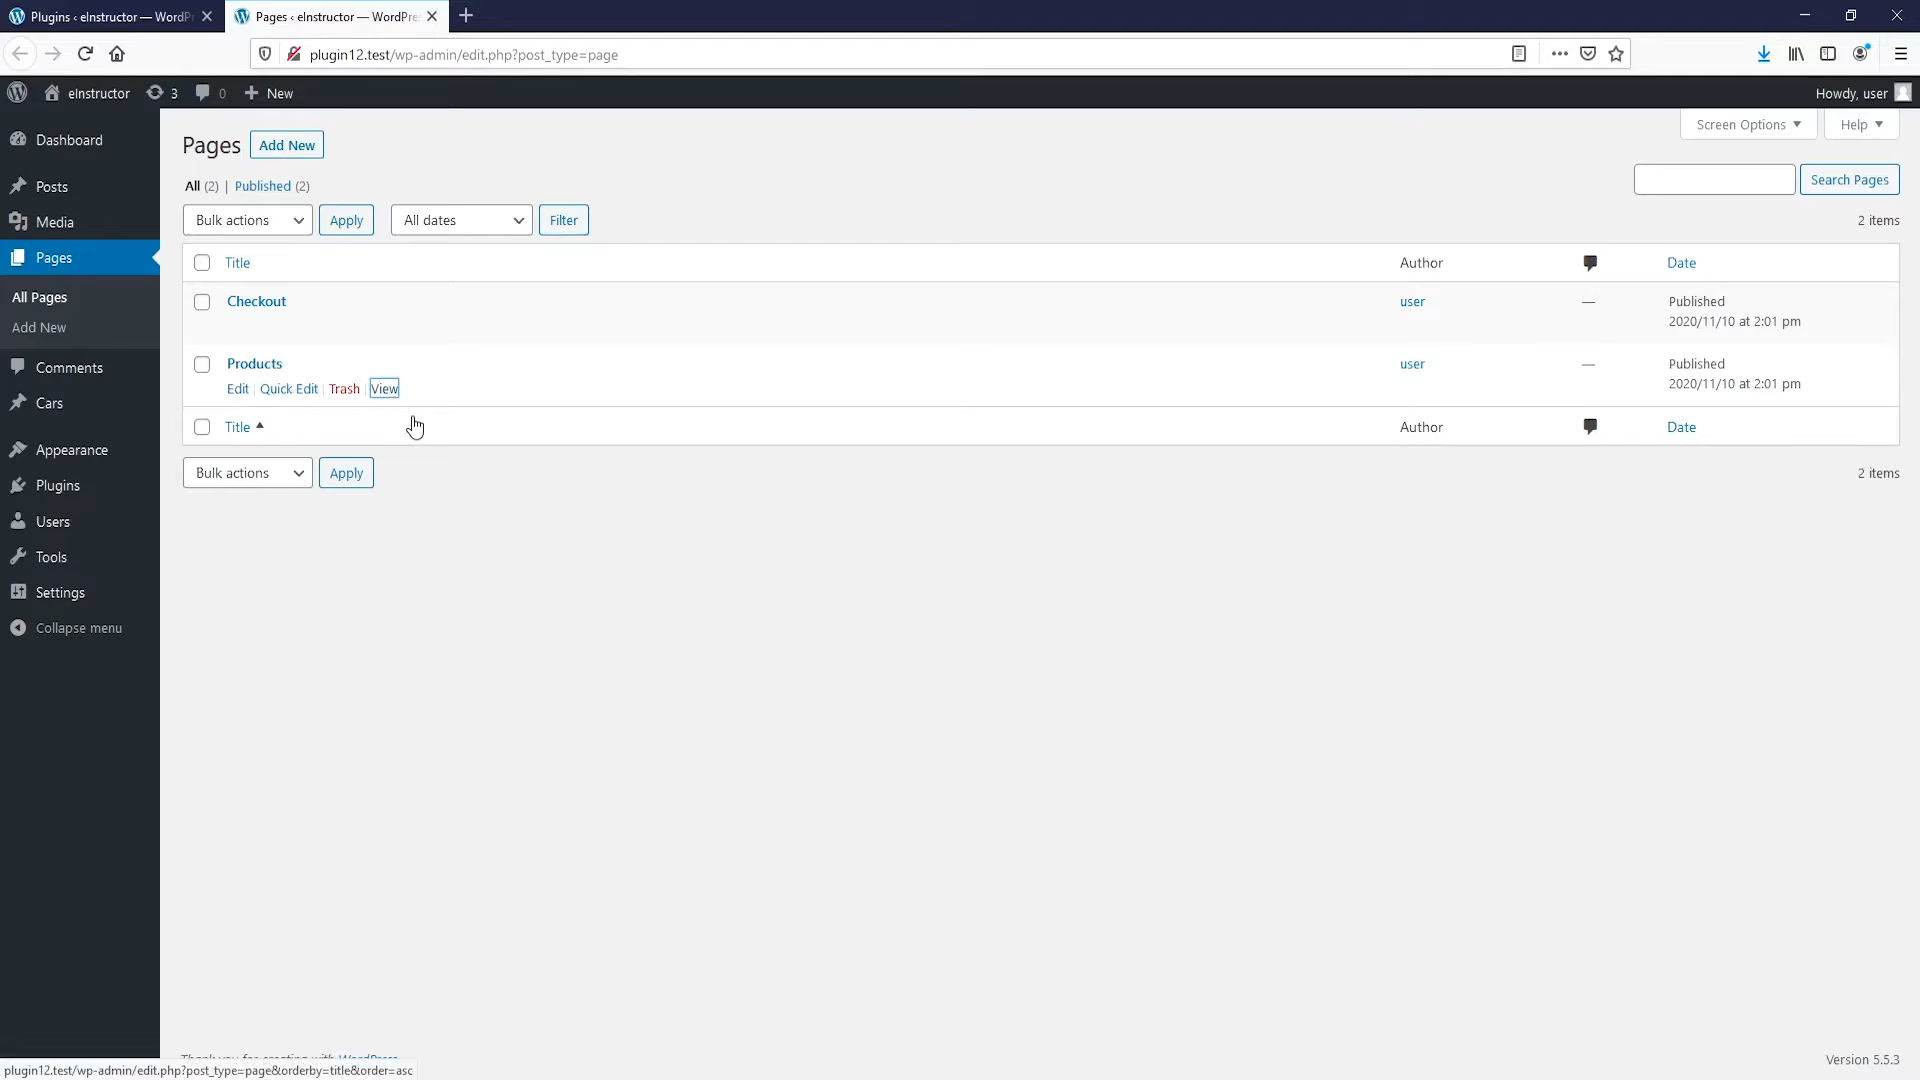 Plugins ‹ eInstructor — WordPr
Pages ‹ eInstructor — WordPre
plugin12.test/wp-admin/edit.php?post_type=page
eInstructor
3
0
New
Howdy, user
Dashboard
Posts
Media
Pages
All Pages
Add New
Comments
Cars
Appearance
Plugins
Users
Tools
Settings
Collapse menu
Screen Options
Help
Pages
Add New
All (2) | Published (2)
Search Pages
Bulk actions
Apply
All dates
Filter
2 items
Title
Author
Date
Checkout
user
—
Published
2020/11/10 at 2:01 pm
Products
user
—
Published
2020/11/10 at 2:01 pm
Edit | Quick Edit | Trash | View
Title
Author
Date
Bulk actions
Apply
2 items
Thank you for creating with WordPress.
Version 5.5.3
plugin12.test/wp-admin/edit.php?post_type=page&orderby=title&order=asc